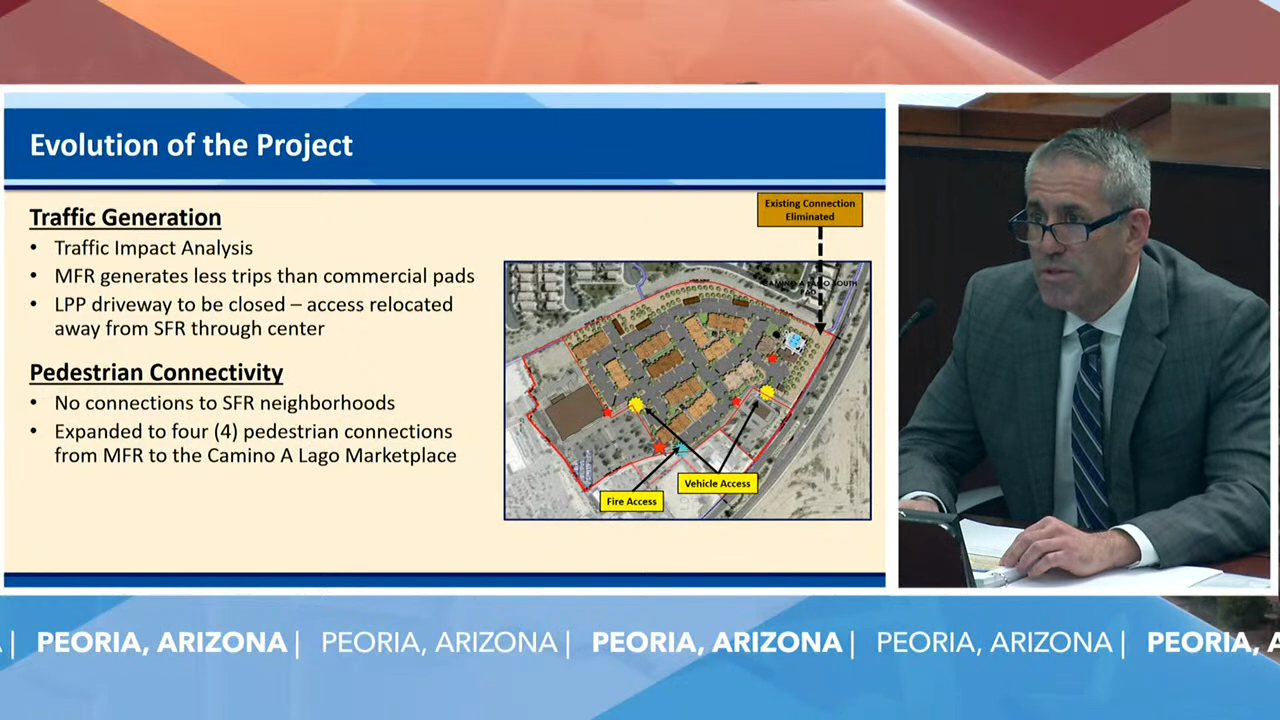 Evolution of the Project
Traffic Generation
• Traffic Impact Analysis
• MFR generates less trips than commercial pads
• LPP driveway to be closed – access relocated
away from SFR through center
Pedestrian Connectivity
• No connections to SFR neighborhoods
• Expanded to four (4) pedestrian connections
from MFR to the Camino A Lago Marketplace
Existing Connection
Eliminated
CAMINO A LAGO SOUTH
Vehicle Access
Fire Access
| PEORIA, ARIZONA | PEORIA, ARIZONA | PEORIA, ARIZONA | PEORIA, ARIZONA | PEORIA, A